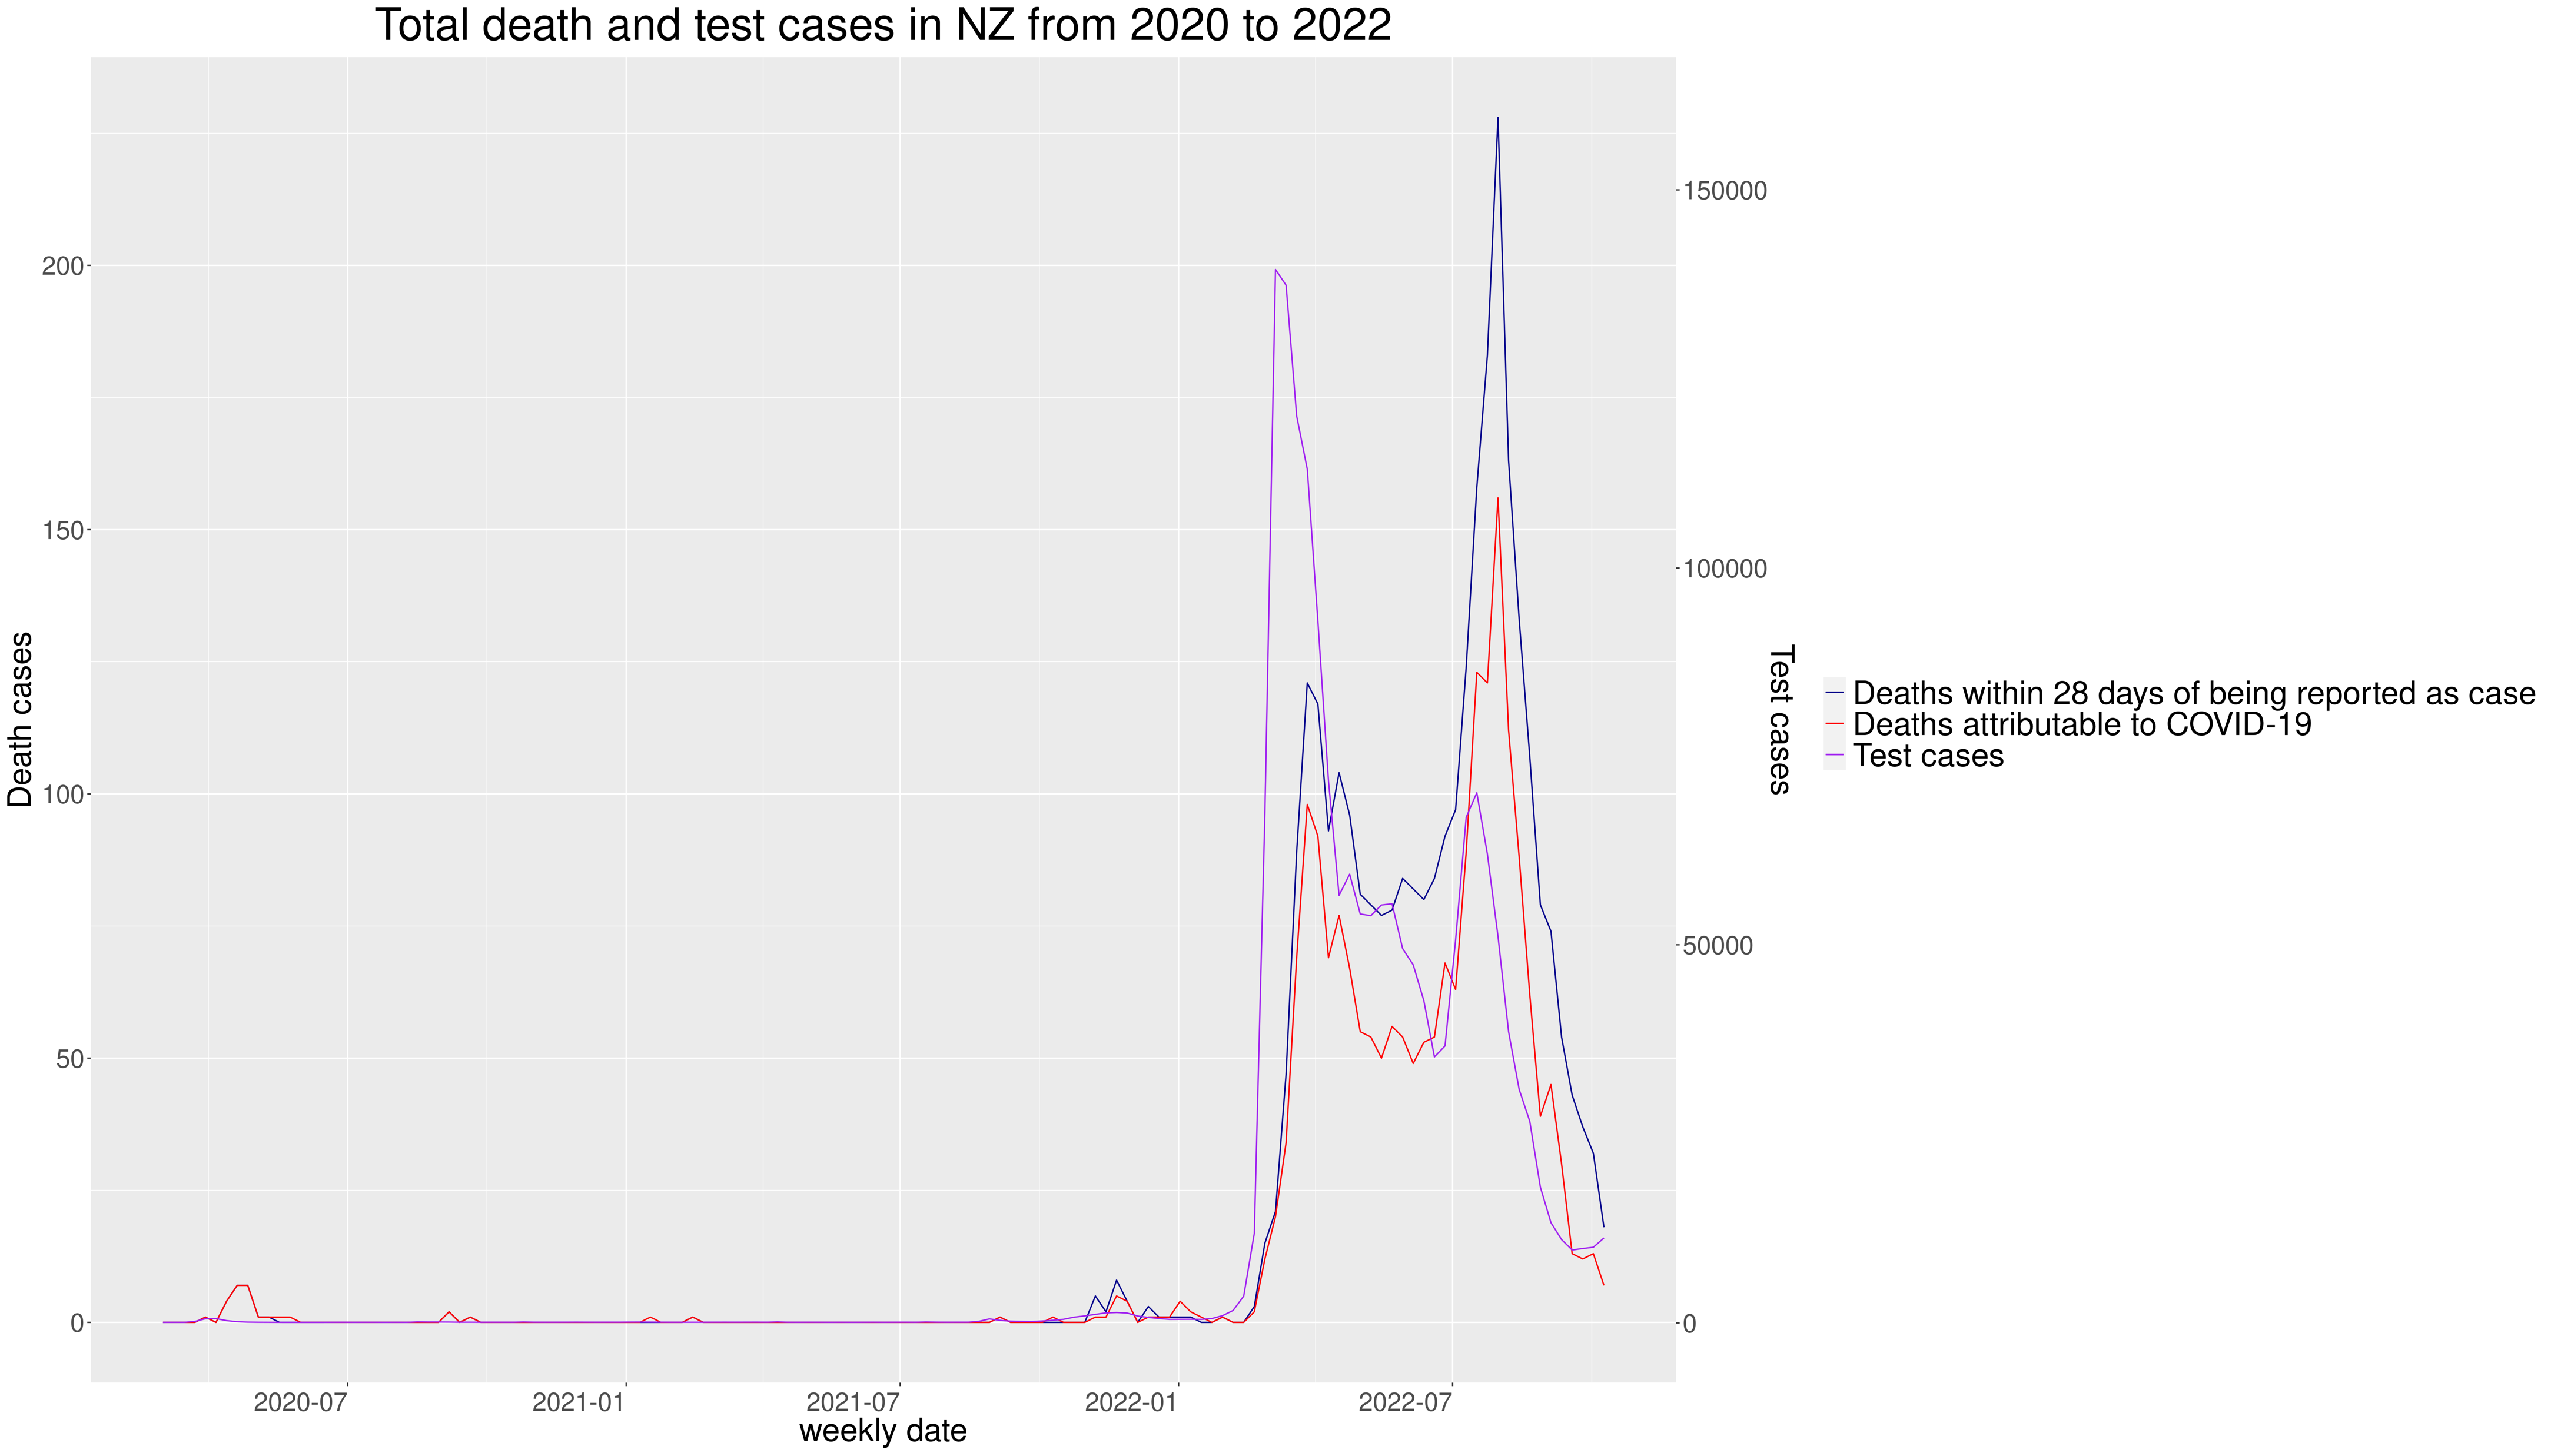 Total death and test cases in NZ from 2020 to 2022
Death cases
200
150
100
50
0
150000
100000
50000
0
Test cases
2020-07
2021-01
2021-07
2022-01
2022-07
weekly date
Deaths within 28 days of being reported as case
Deaths attributable to COVID-19
Test cases